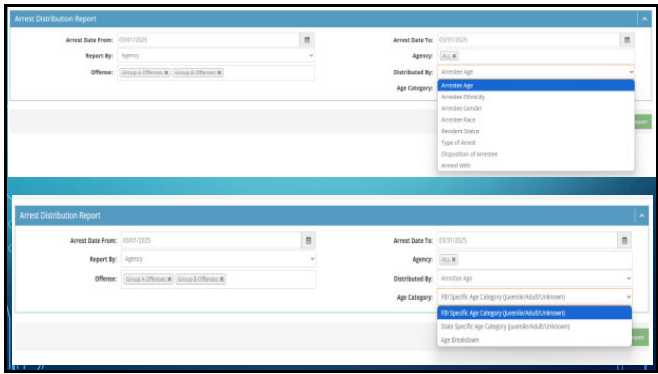 Arrest Distribution Report
Arrest Date From: 03/01/2025 Arrest Date To: 03/31/2025
Report By: Agency Agency: ALL ✖
Offense: Group A Offenses ✖ Group B Offenses ✖ Distributed By: Arrestee Age
Age Category: Arrestee Age
Arrestee Ethnicity
Arrestee Gender
Arrestee Race
Resident Status
Type of Arrest
Disposition of Arrestee
Armed With
Arrest Distribution Report
Arrest Date From: 03/01/2025 Arrest Date To: 03/31/2025
Report By: Agency Agency: ALL ✖
Offense: Group A Offenses ✖ Group B Offenses ✖ Distributed By: Arrestee Age
Age Category: FBI Specific Age Category (Juvenile/Adult/Unknown)
FBI Specific Age Category (Juvenile/Adult/Unknown)
State Specific Age Category (Juvenile/Adult/Unknown)
Age Breakdown